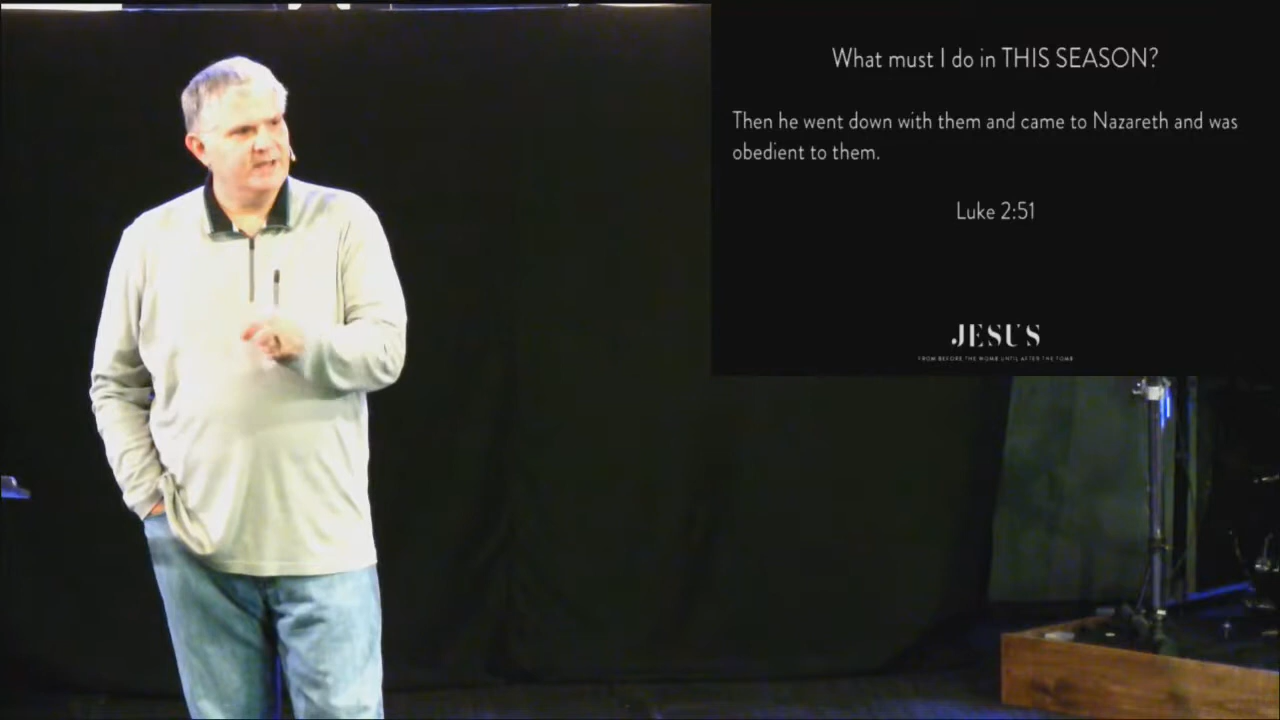 What must I do in THIS SEASON?
Then he went down with them and came to Nazareth and was
obedient to them.
Luke 2:51
JESUS
FROM BEFORE THE WOMB UNTIL AFTER THE TOMB